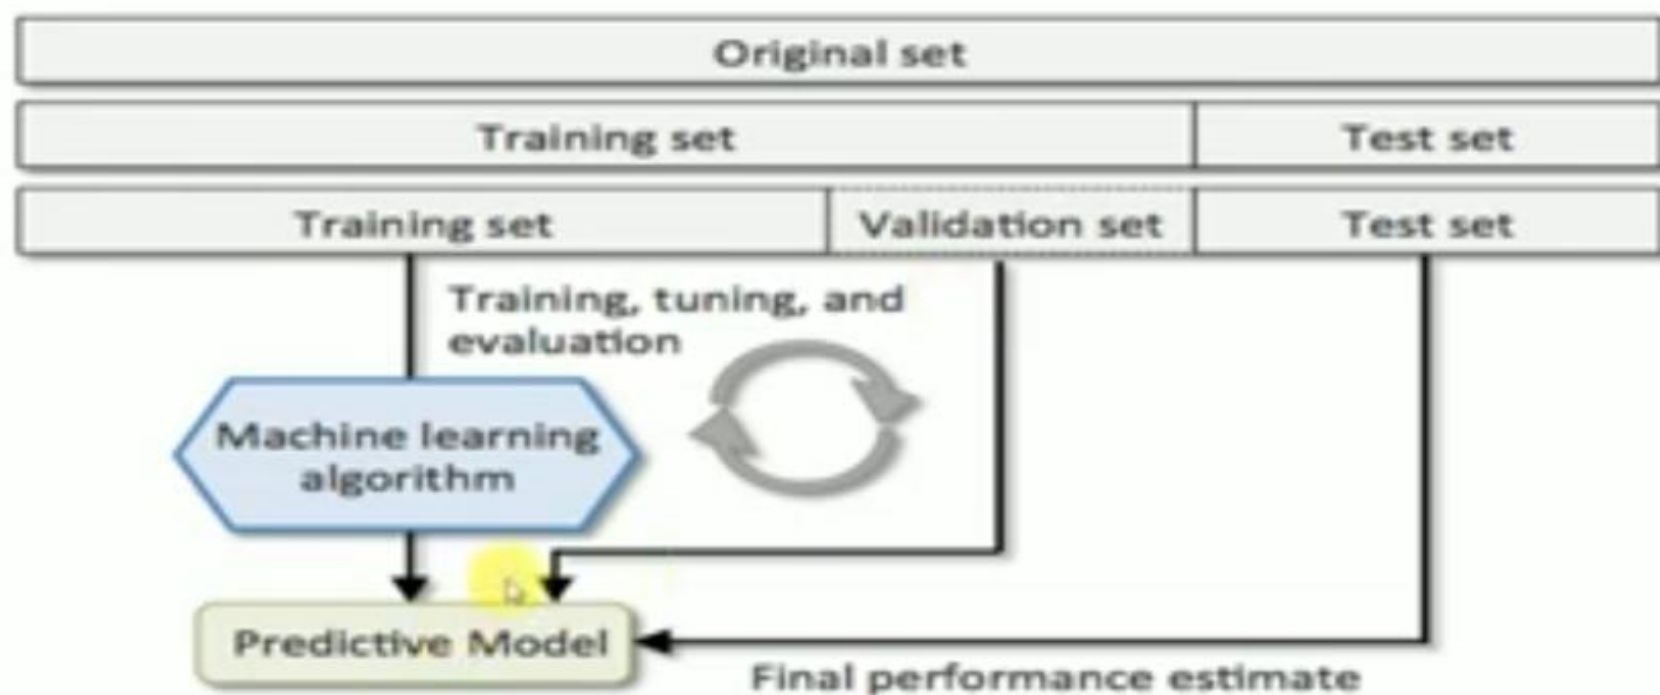 Original set
Training set
Test set
Training set
Validation set
Test set
Training, tuning, and
evaluation
Machine learning
algorithm
Predictive Model
Final performance estimate